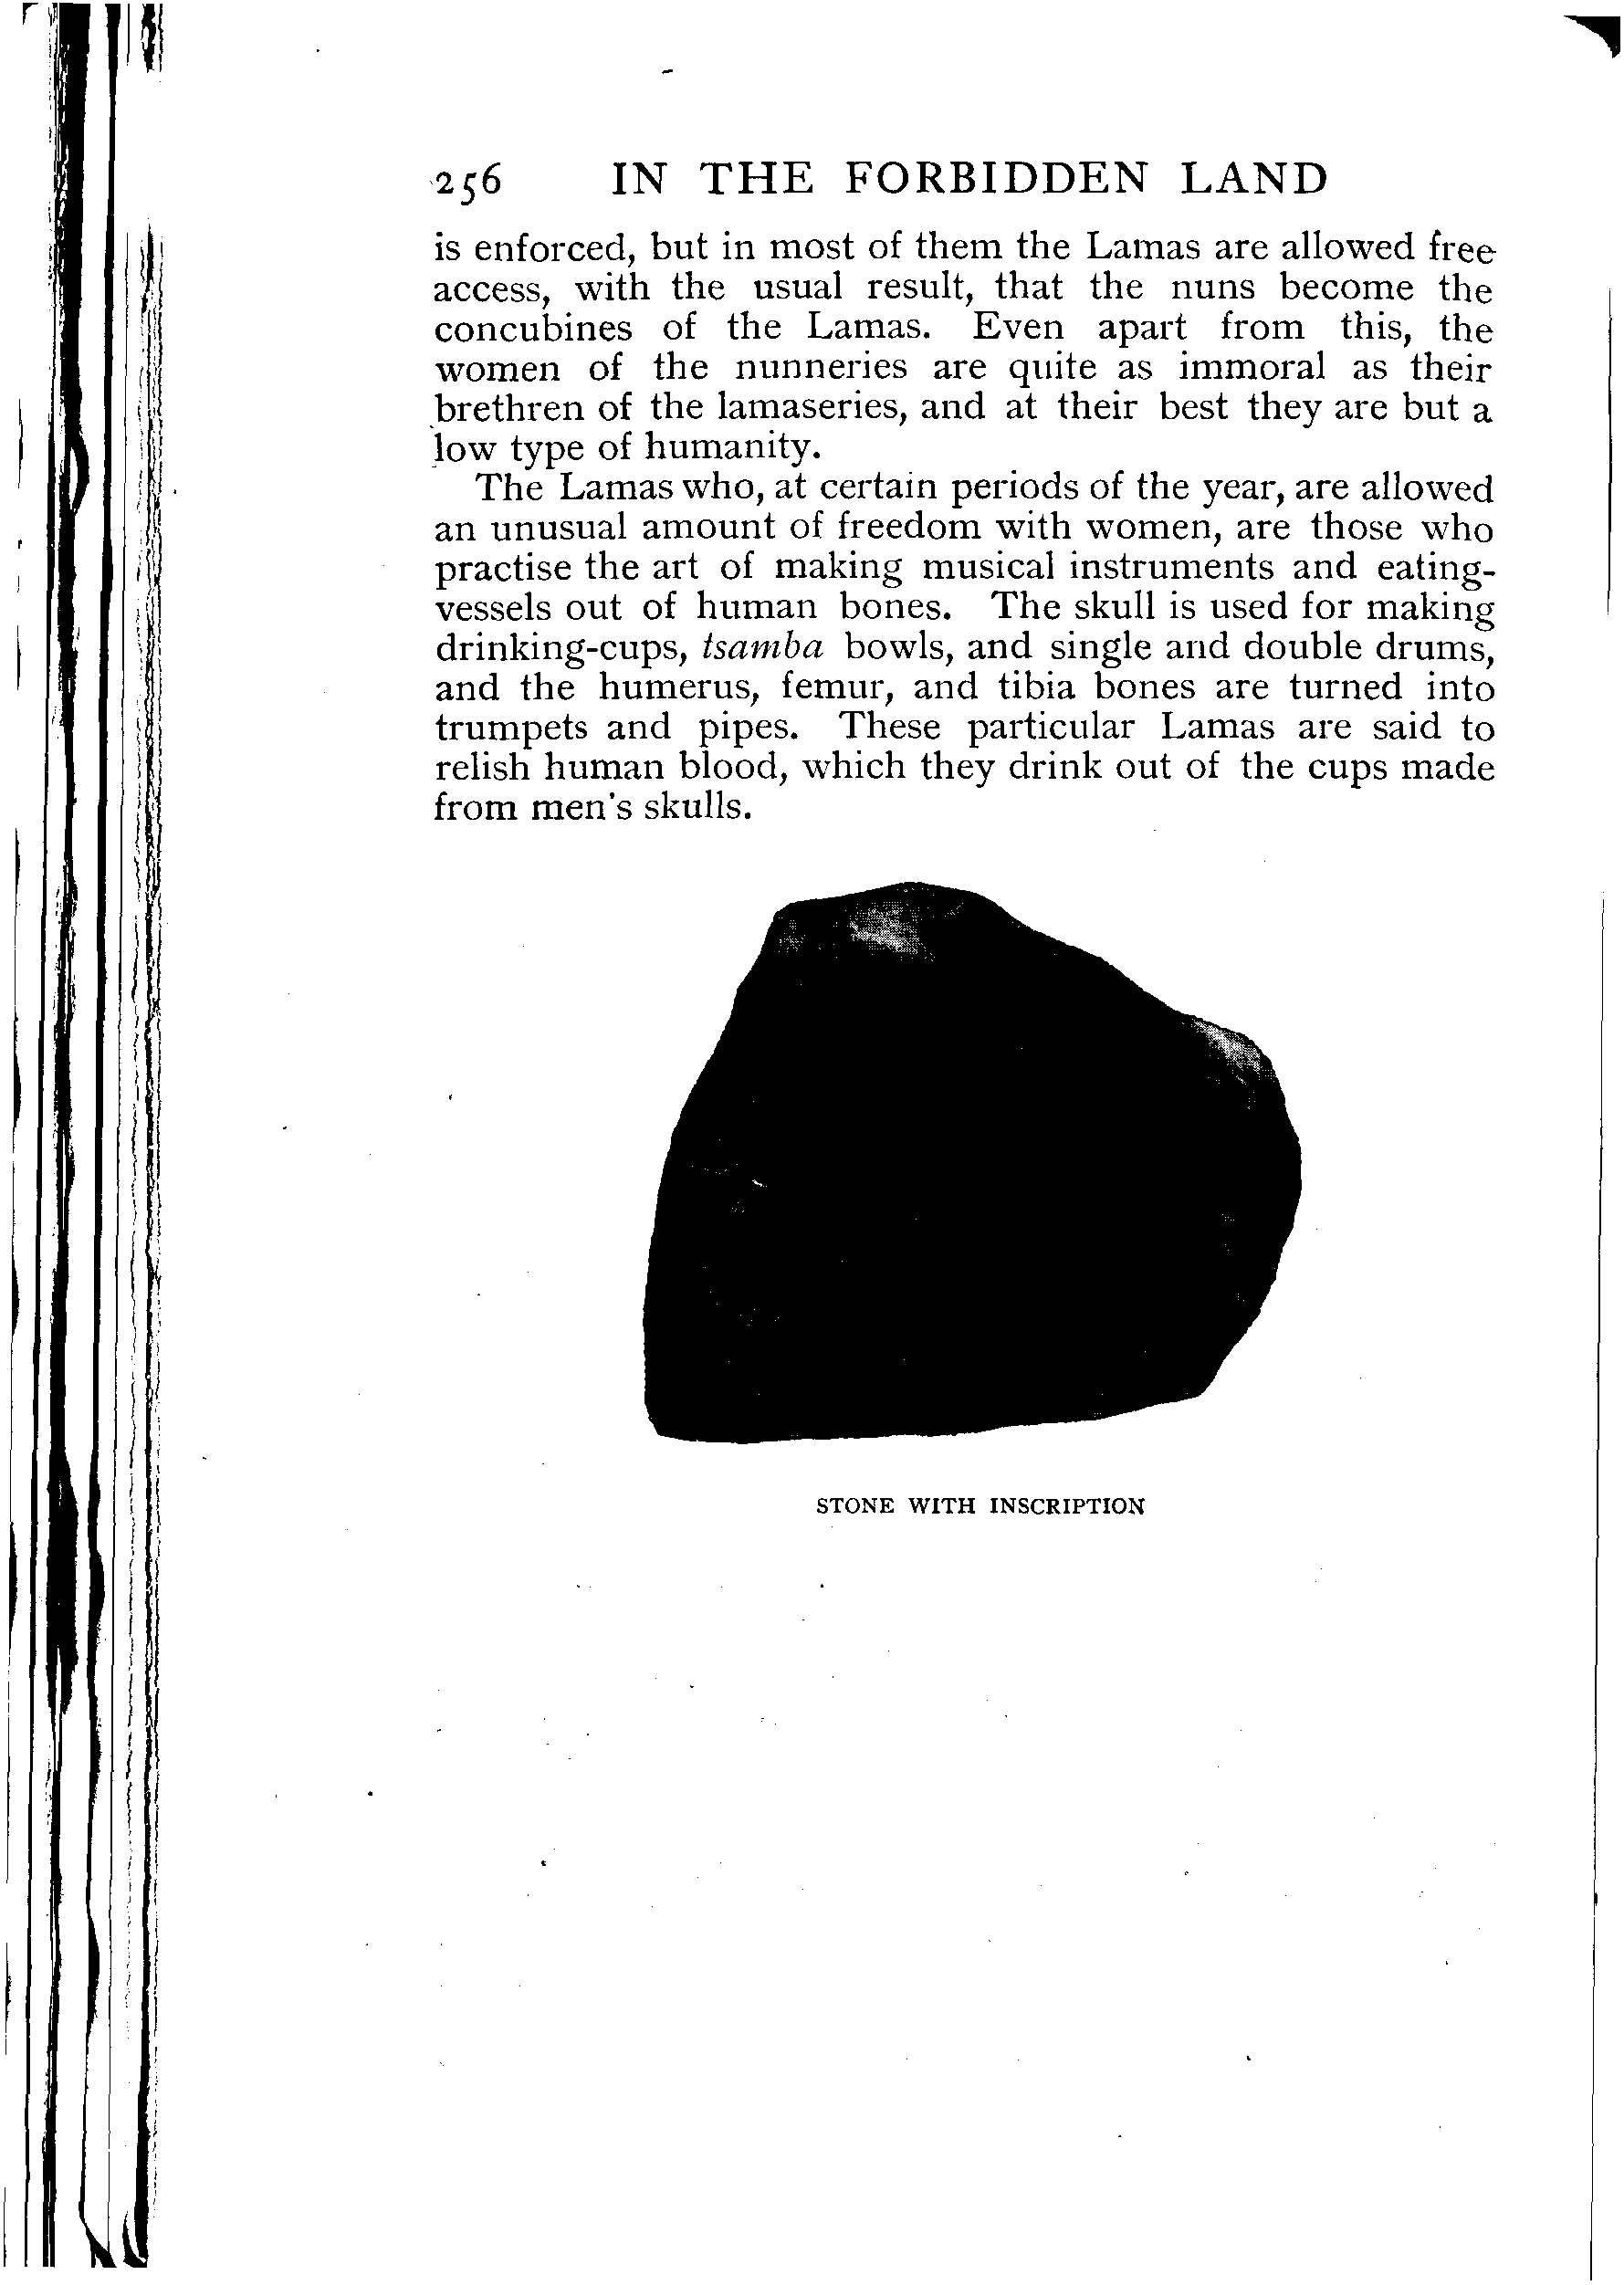 256 IN THE FORBIDDEN LAND
is enforced, but in most of them the Lamas are allowed free
access, with the usual result, that the nuns become the
concubines of the Lamas. Even apart from this, the
women of the nunneries are quite as immoral as their
brethren of the lamaseries, and at their best they are but a
low type of humanity.
The Lamas who, at certain periods of the year, are allowed
an unusual amount of freedom with women, are those who
practise the art of making musical instruments and eating-
vessels out of human bones. The skull is used for making
drinking-cups, tsamba bowls, and single and double drums,
and the humerus, femur, and tibia bones are turned into
trumpets and pipes. These particular Lamas are said to
relish human blood, which they drink out of the cups made
from men's skulls.
STONE WITH INSCRIPTION